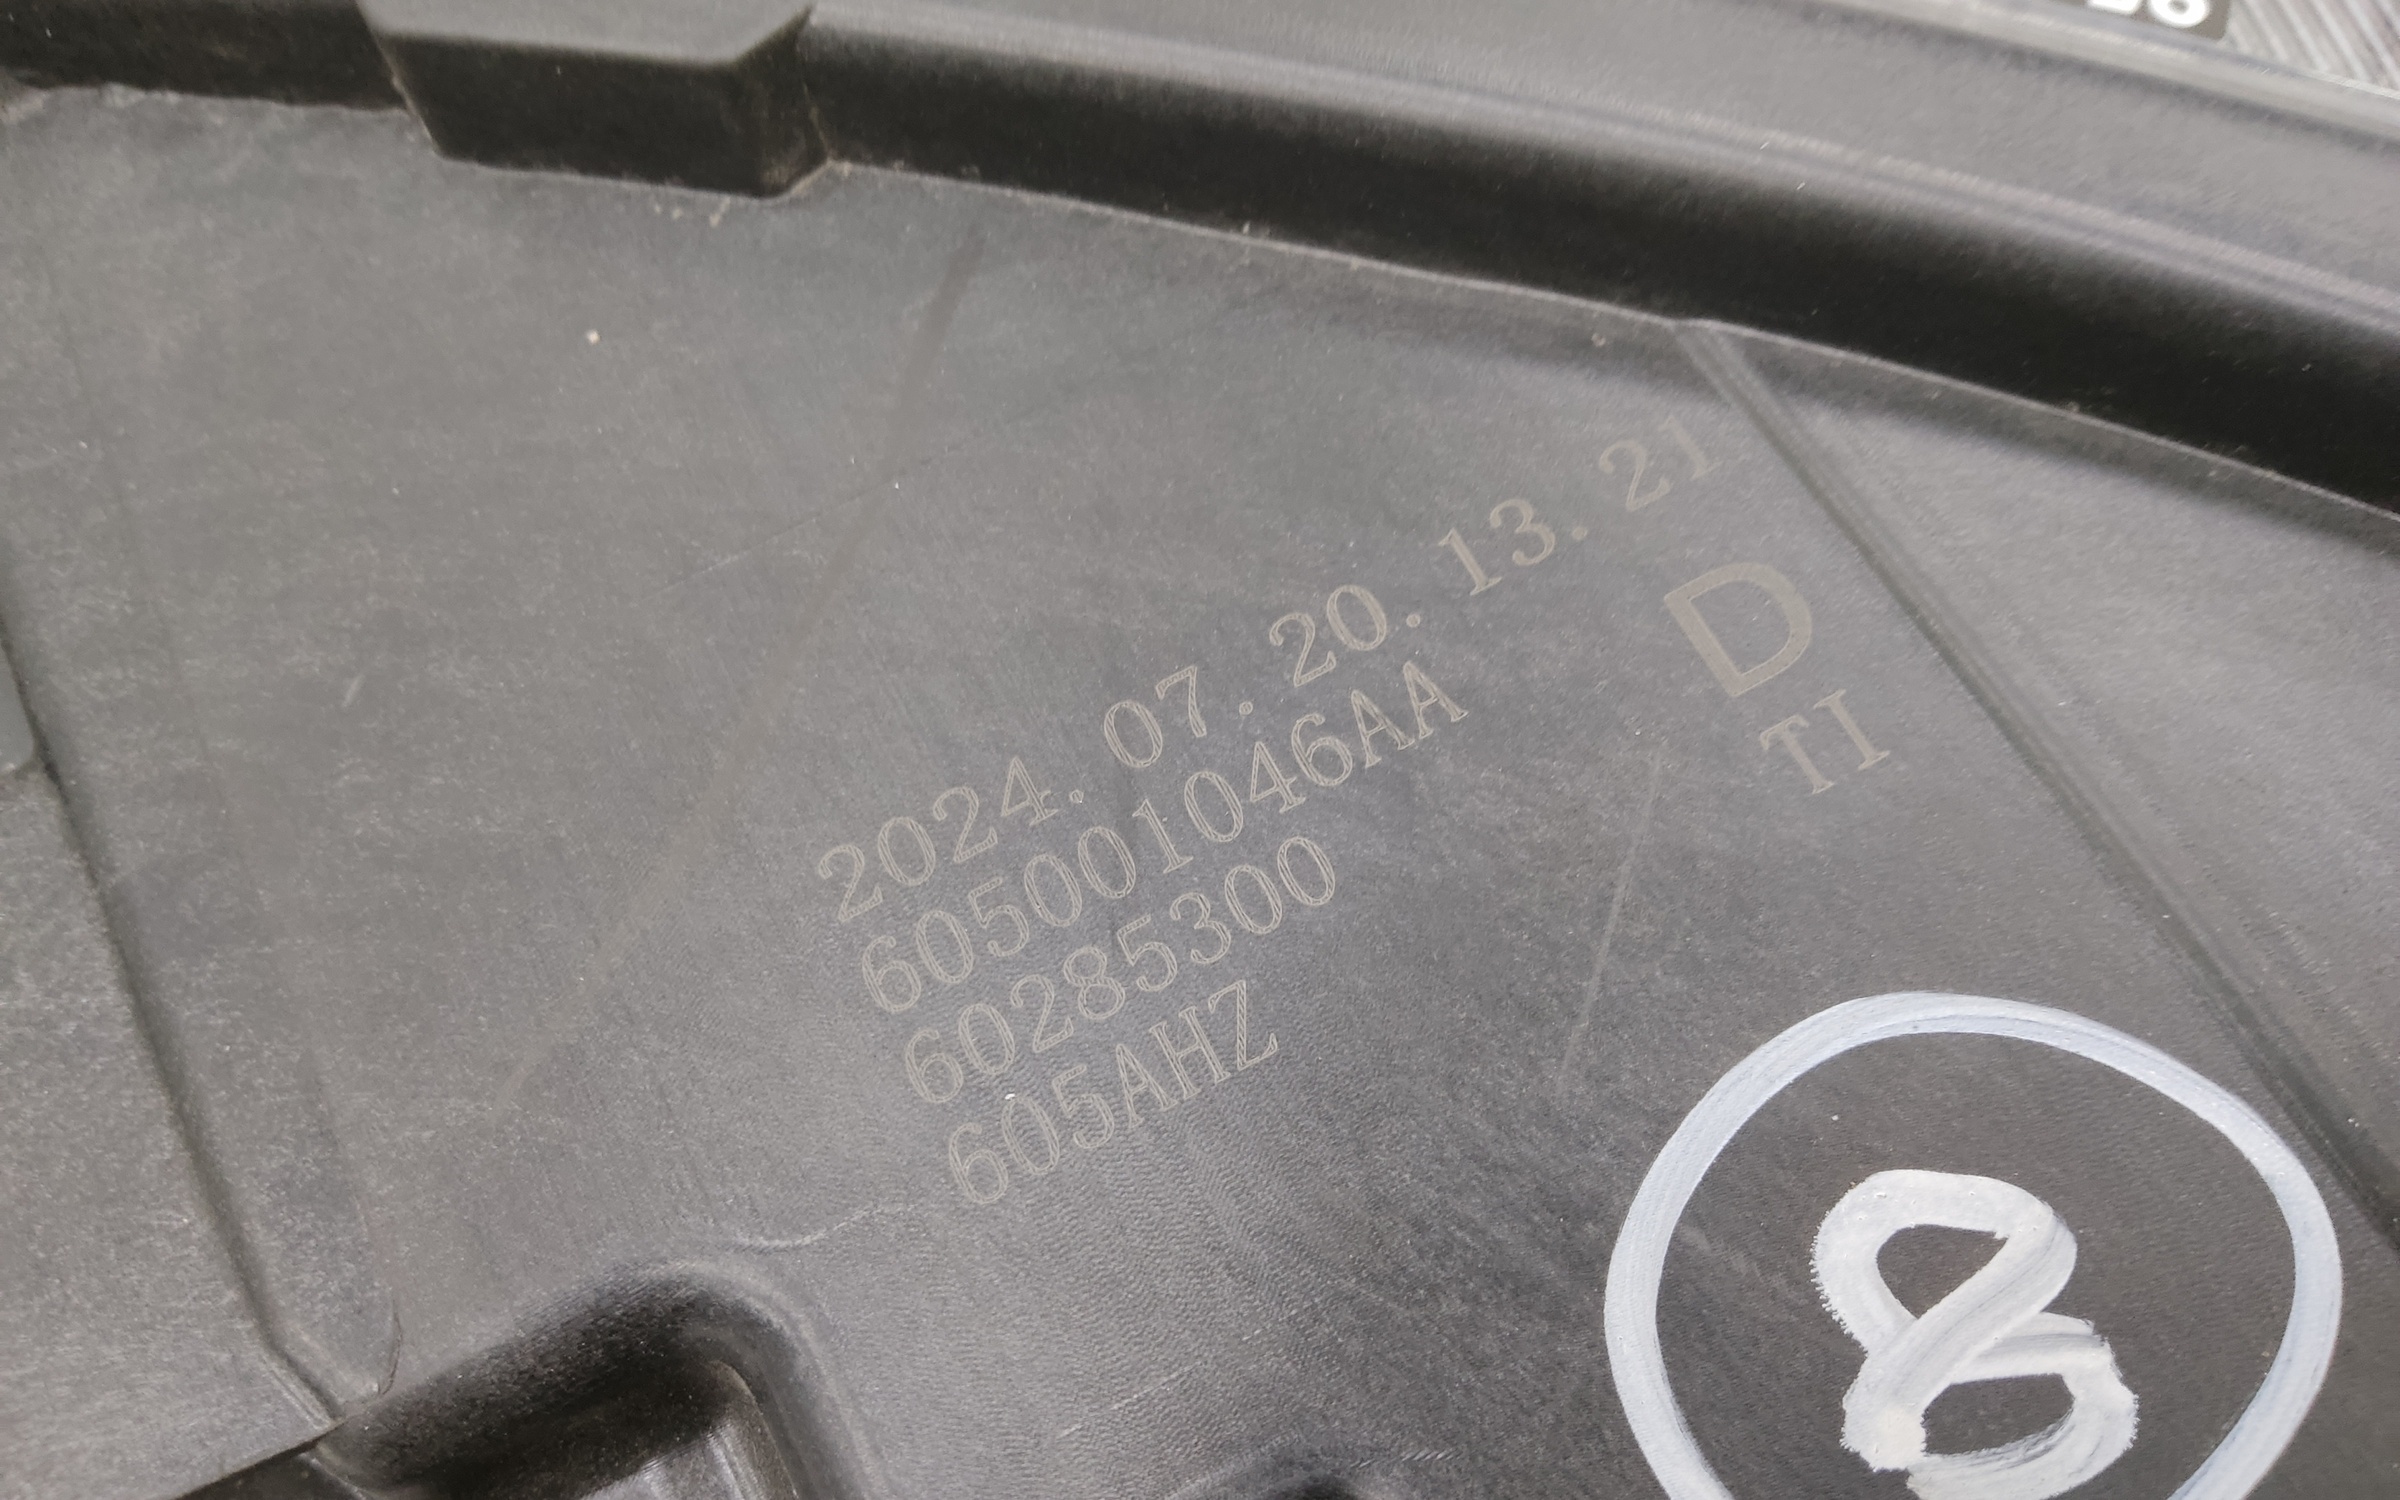 2024. 07. 20. 13. 21
605001046AA
60285300
605AHZ
D
TI
8